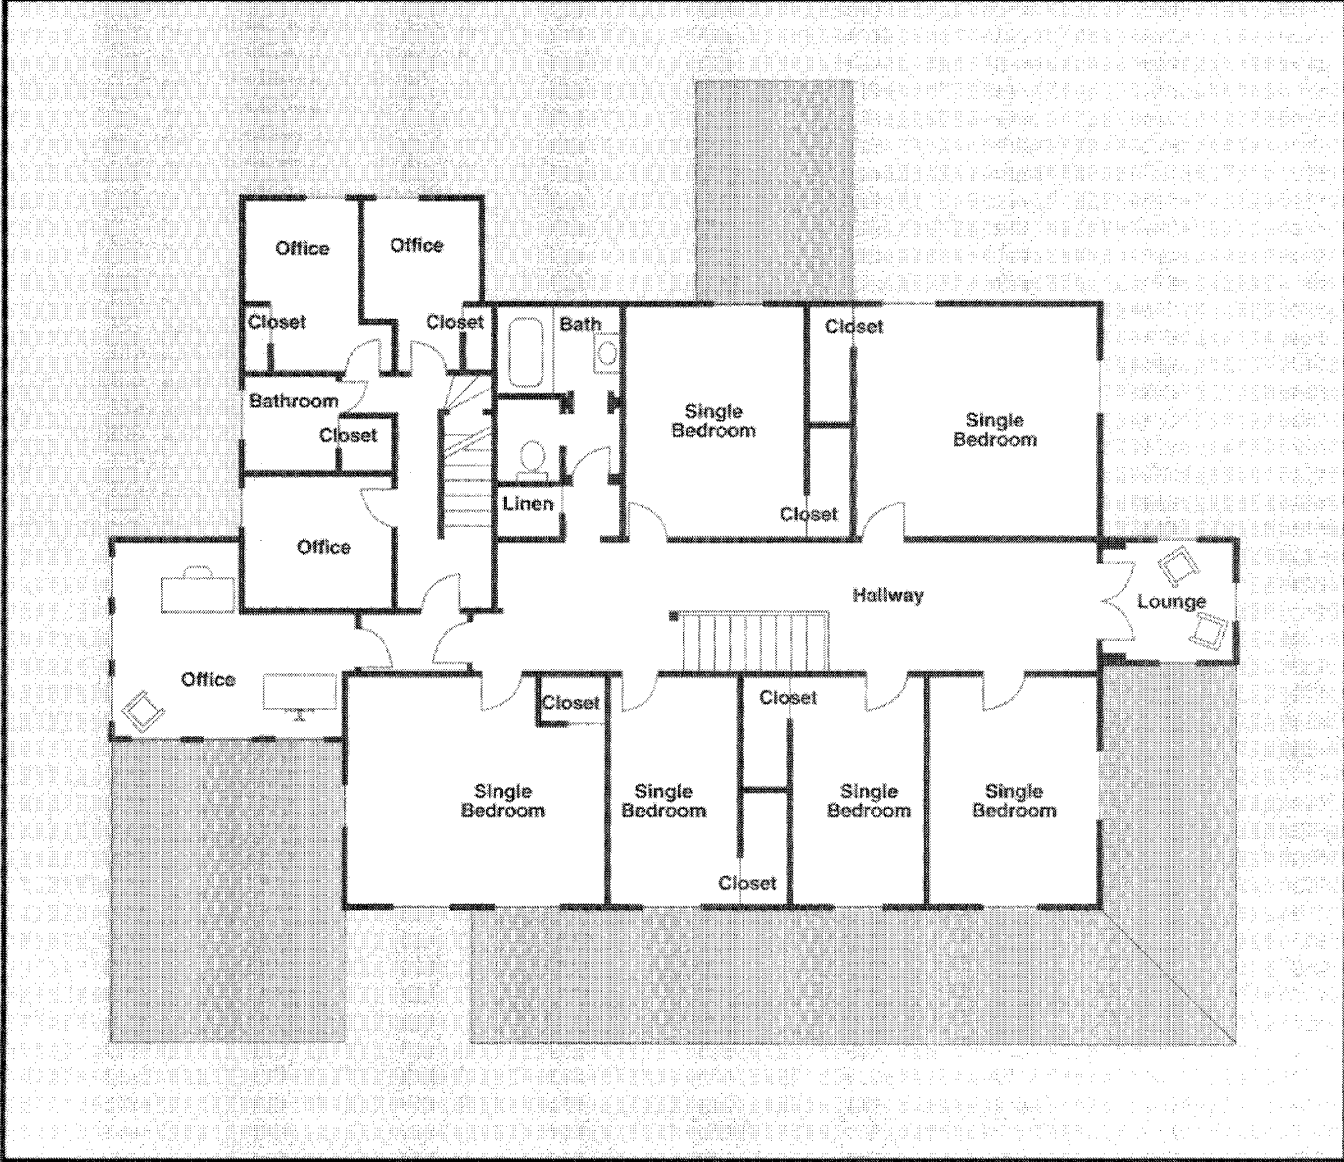 Office
Office
Closet
Closet
Bath
Closet
Bathroom
Closet
Single
Bedroom
Single
Bedroom
Linen
Closet
Office
Hallway
Lounge
Office
Closet
Closet
Single
Bedroom
Single
Bedroom
Single
Bedroom
Single
Bedroom
Closet